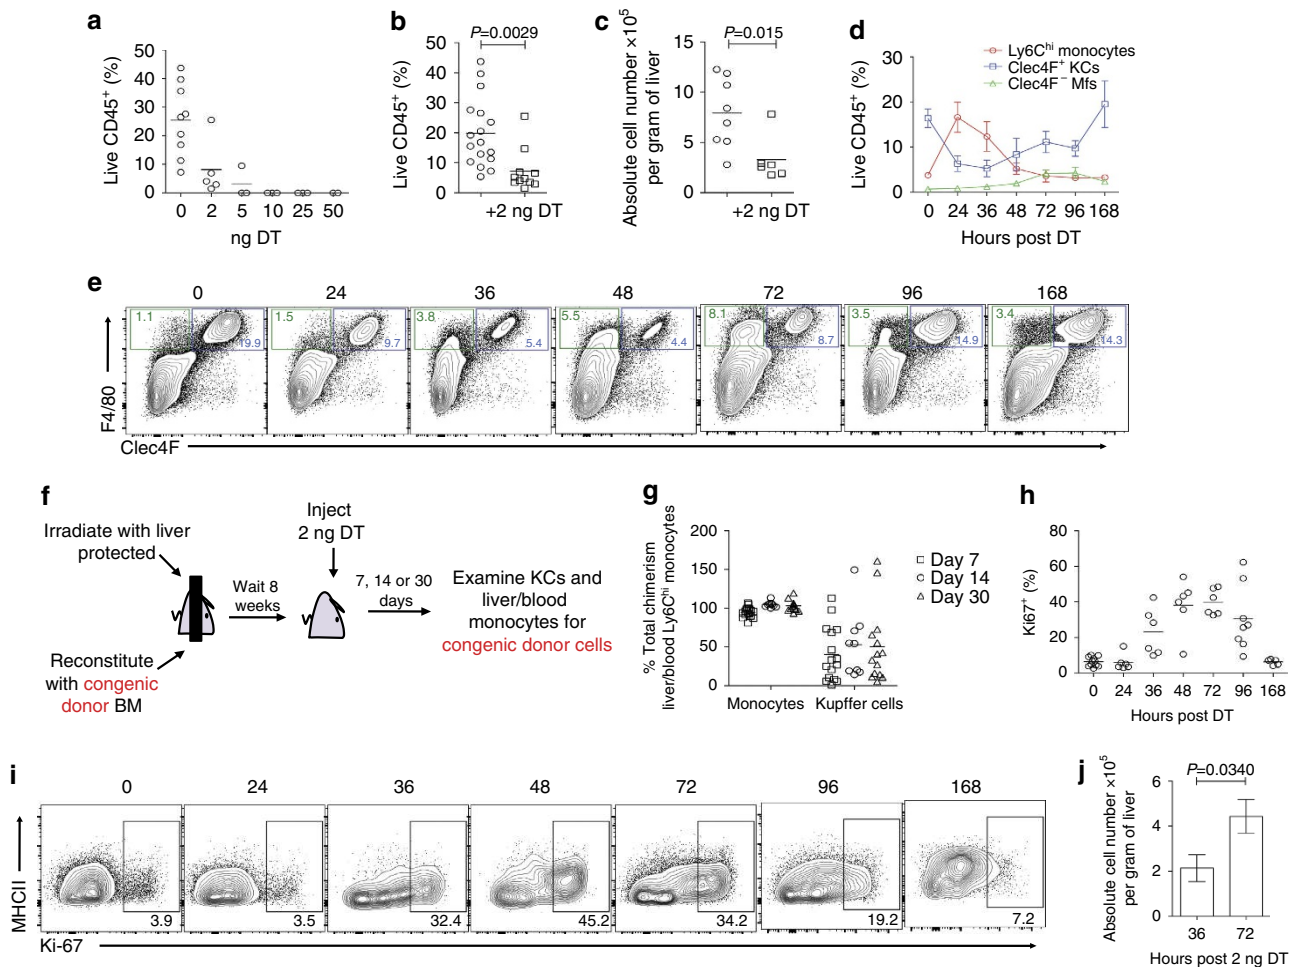 a
Live CD45+ (%)
50
40
30
20
10
0
0 2 5 10 25 50
ng DT
b
P=0.0029
Live CD45+ (%)
50
40
30
20
10
0
+2 ng DT
c
P=0.015
Absolute cell number ×10⁵
per gram of liver
15
10
5
0
+2 ng DT
d
Ly6Chi monocytes
Clec4F+ KCs
Clec4F− Mfs
Live CD45+ (%)
30
20
10
0
0 24 36 48 72 96 168
Hours post DT
e
0 24 36 48 72 96 168
1.1 1.5 3.8 5.5 8.1 3.5 3.4
19.9 9.7 5.4 4.4 8.7 14.9 14.3
F4/80
Clec4F
f
Irradiate with liver
protected
Reconstitute
with congenic
donor BM
Wait 8
weeks
Inject
2 ng DT
7, 14 or 30
days
Examine KCs and
liver/blood
monocytes for
congenic donor cells
g
% Total chimerism
liver/blood Ly6Chi monocytes
200
150
100
50
0
Monocytes Kupffer cells
Day 7
Day 14
Day 30
h
Ki67+ (%)
80
60
40
20
0
0 24 36 48 72 96 168
Hours post DT
i
0 24 36 48 72 96 168
MHCII
3.9 3.5 32.4 45.2 34.2 19.2 7.2
Ki-67
j
P=0.0340
Absolute cell number ×10⁵
per gram of liver
6
4
2
0
36 72
Hours post 2 ng DT